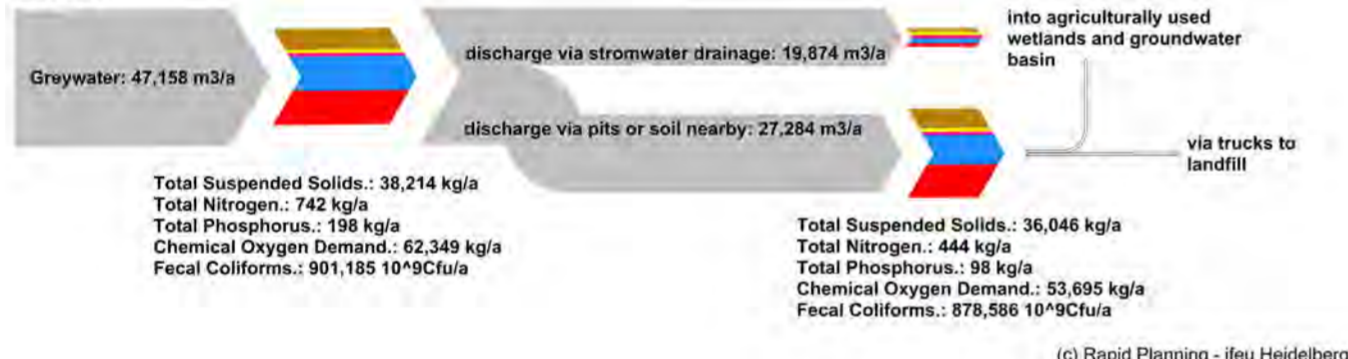 into agriculturally used
wetlands and groundwater
basin
discharge via stromwater drainage: 19,874 m3/a
Greywater: 47,158 m3/a
discharge via pits or soil nearby: 27,284 m3/a
via trucks to
landfill
Total Suspended Solids.: 38,214 kg/a
Total Nitrogen.: 742 kg/a
Total Phosphorus.: 198 kg/a
Chemical Oxygen Demand.: 62,349 kg/a
Fecal Coliforms.: 901,185 10^9Cfu/a
Total Suspended Solids.: 36,046 kg/a
Total Nitrogen.: 444 kg/a
Total Phosphorus.: 98 kg/a
Chemical Oxygen Demand.: 53,695 kg/a
Fecal Coliforms.: 878,586 10^9Cfu/a
(c) Rapid Planning - ifeu Heidelberg